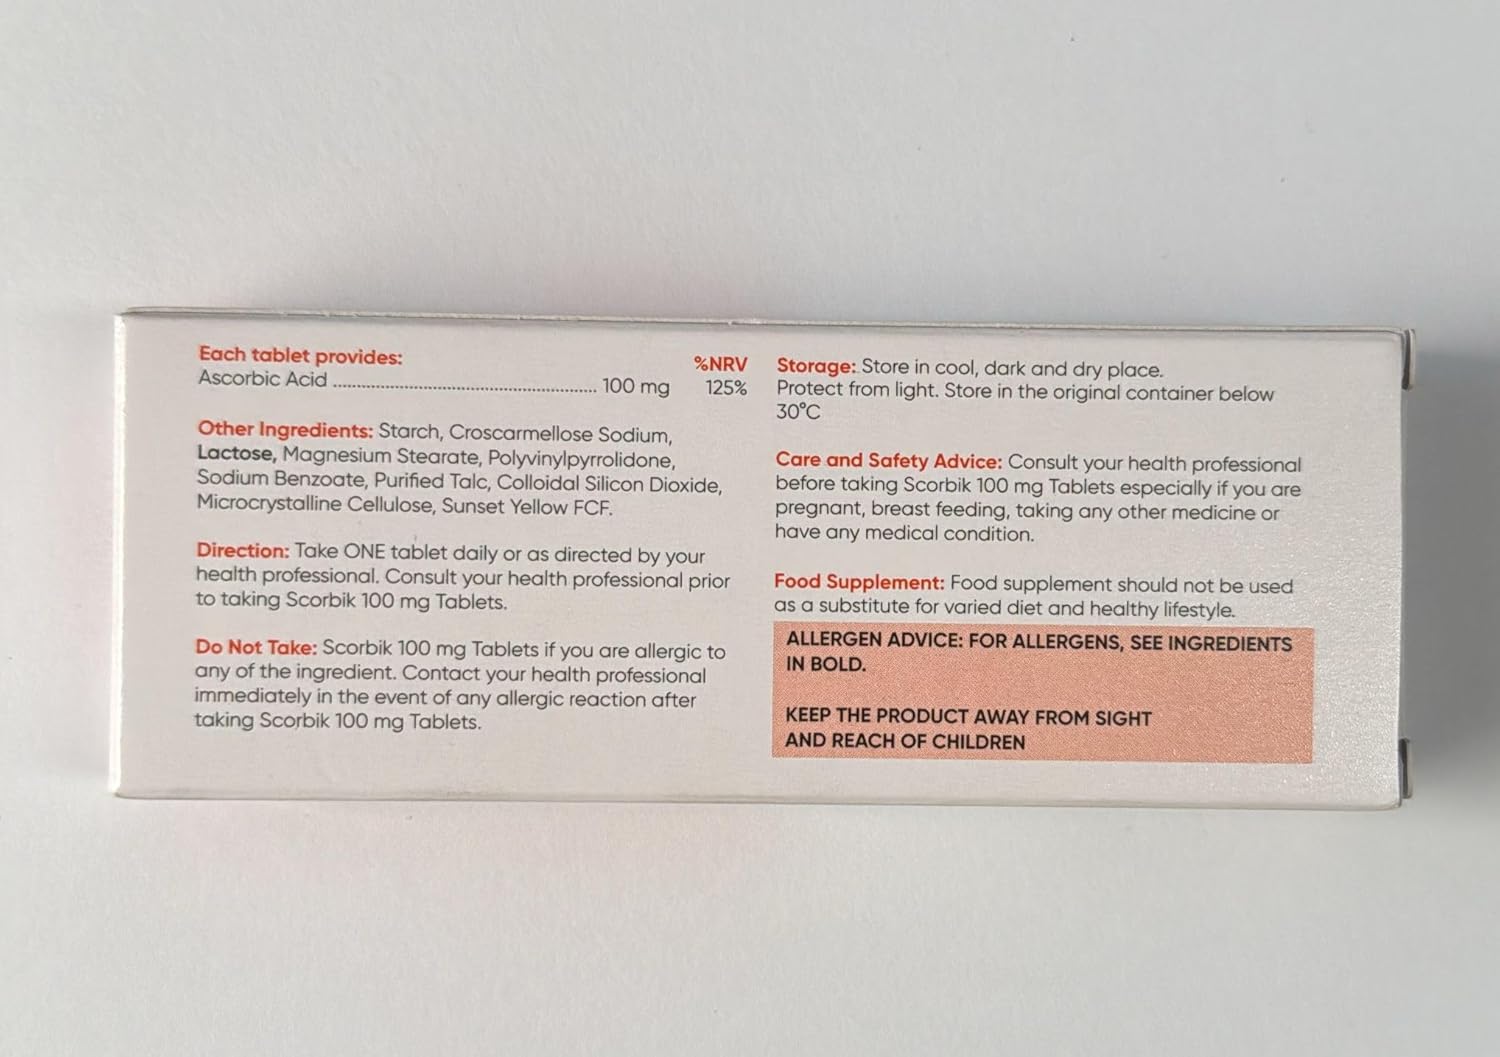 Each tablet provides:
%NRV
Ascorbic Acid ................................................ 100 mg 125%
Other Ingredients: Starch, Croscarmellose Sodium,
Lactose, Magnesium Stearate, Polyvinylpyrrolidone,
Sodium Benzoate, Purified Talc, Colloidal Silicon Dioxide,
Microcrystalline Cellulose, Sunset Yellow FCF.
Direction: Take ONE tablet daily or as directed by your
health professional. Consult your health professional prior
to taking Scorbik 100 mg Tablets.
Do Not Take: Scorbik 100 mg Tablets if you are allergic to
any of the ingredient. Contact your health professional
immediately in the event of any allergic reaction after
taking Scorbik 100 mg Tablets.
Storage: Store in cool, dark and dry place.
Protect from light. Store in the original container below
30°C
Care and Safety Advice: Consult your health professional
before taking Scorbik 100 mg Tablets especially if you are
pregnant, breast feeding, taking any other medicine or
have any medical condition.
Food Supplement: Food supplement should not be used
as a substitute for varied diet and healthy lifestyle.
ALLERGEN ADVICE: FOR ALLERGENS, SEE INGREDIENTS
IN BOLD.
KEEP THE PRODUCT AWAY FROM SIGHT
AND REACH OF CHILDREN